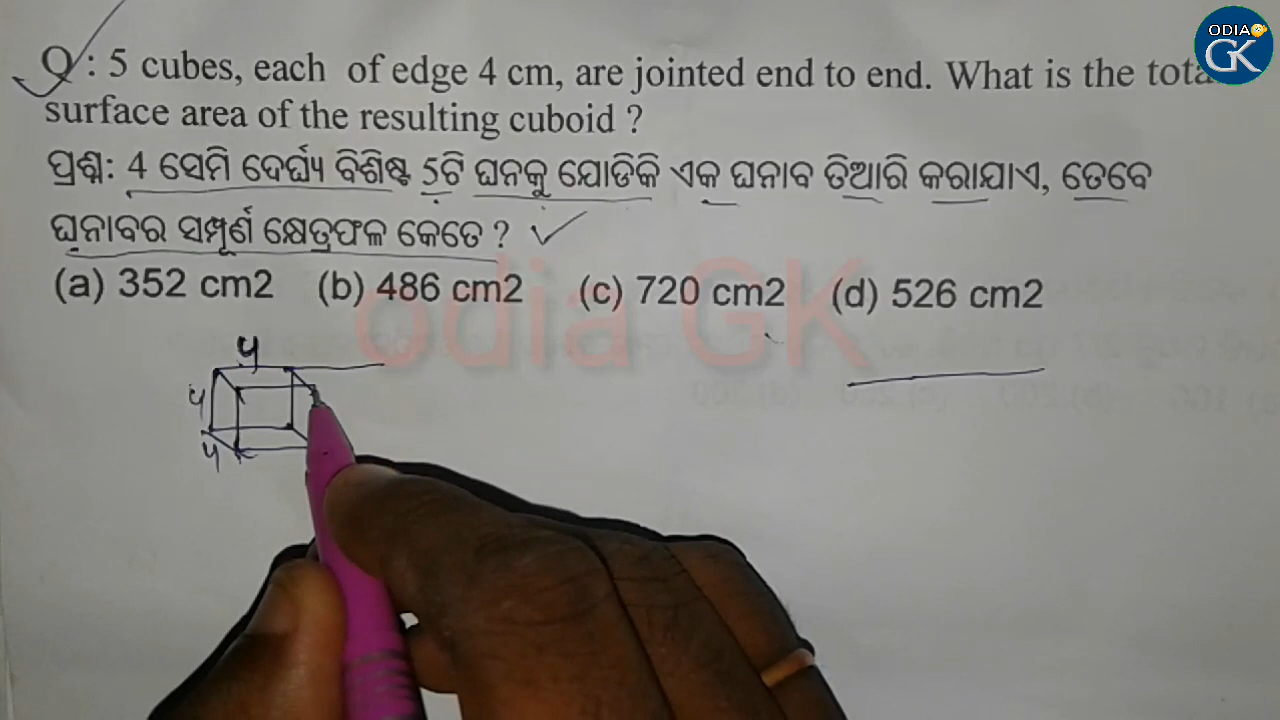 ODIA
GK
Q : 5 cubes, each of edge 4 cm, are jointed end to end. What is the tota
surface area of the resulting cuboid ?
ପ୍ରଶ୍ନ: 4 ସେମି ଦେର୍ଘ୍ୟ ବିଶିଷ୍ଟ 5ଟି ଘନକୁ ଯୋଡିକି ଏକ ଘନାବ ତିଆରି କରାଯାଏ, ତେବେ
ଘନାବର ସମ୍ପୂର୍ଣ କ୍ଷେତ୍ରଫଳ କେତେ ?
(a) 352 cm2 (b) 486 cm2 (c) 720 cm2 (d) 526 cm2
odia GK
4
4
4